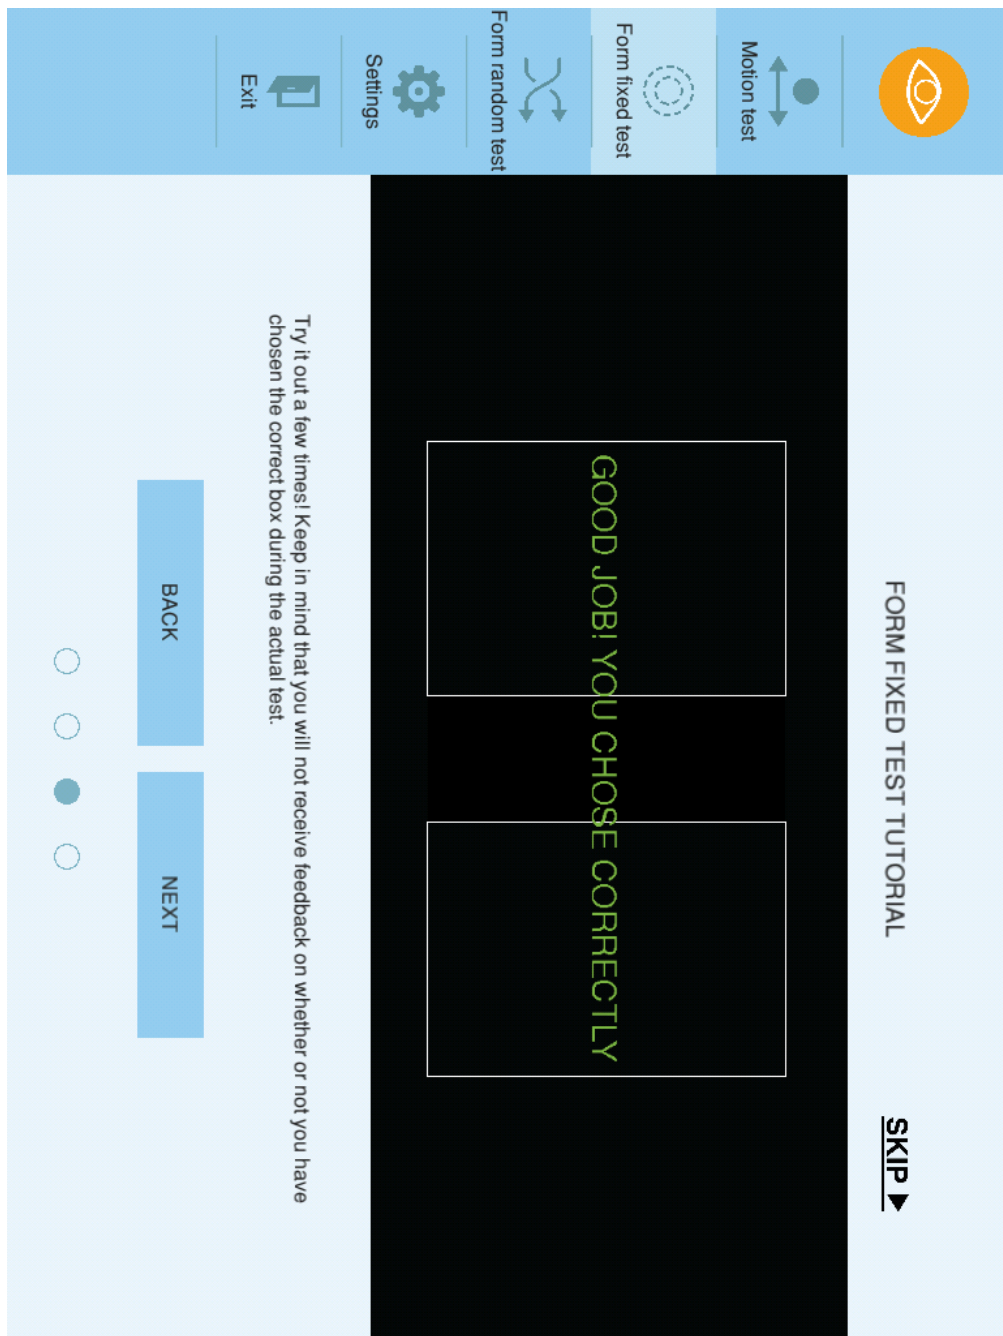 Motion test
Form fixed test
Form random test
Settings
Exit
FORM FIXED TEST TUTORIAL
SKIP
GOOD JOB! YOU CHOSE CORRECTLY
Try it out a few times! Keep in mind that you will not receive feedback on whether or not you have
chosen the correct box during the actual test.
BACK
NEXT